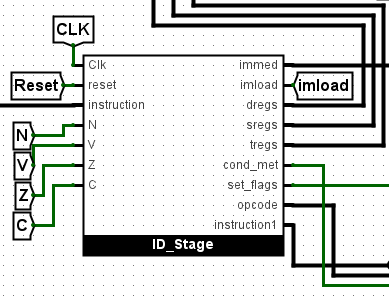 CLK
Clk immed
Reset reset imload imload
instruction dregs
N N sregs
V V tregs
Z Z cond_met
C C set_flags
opcode
instruction1
ID_Stage